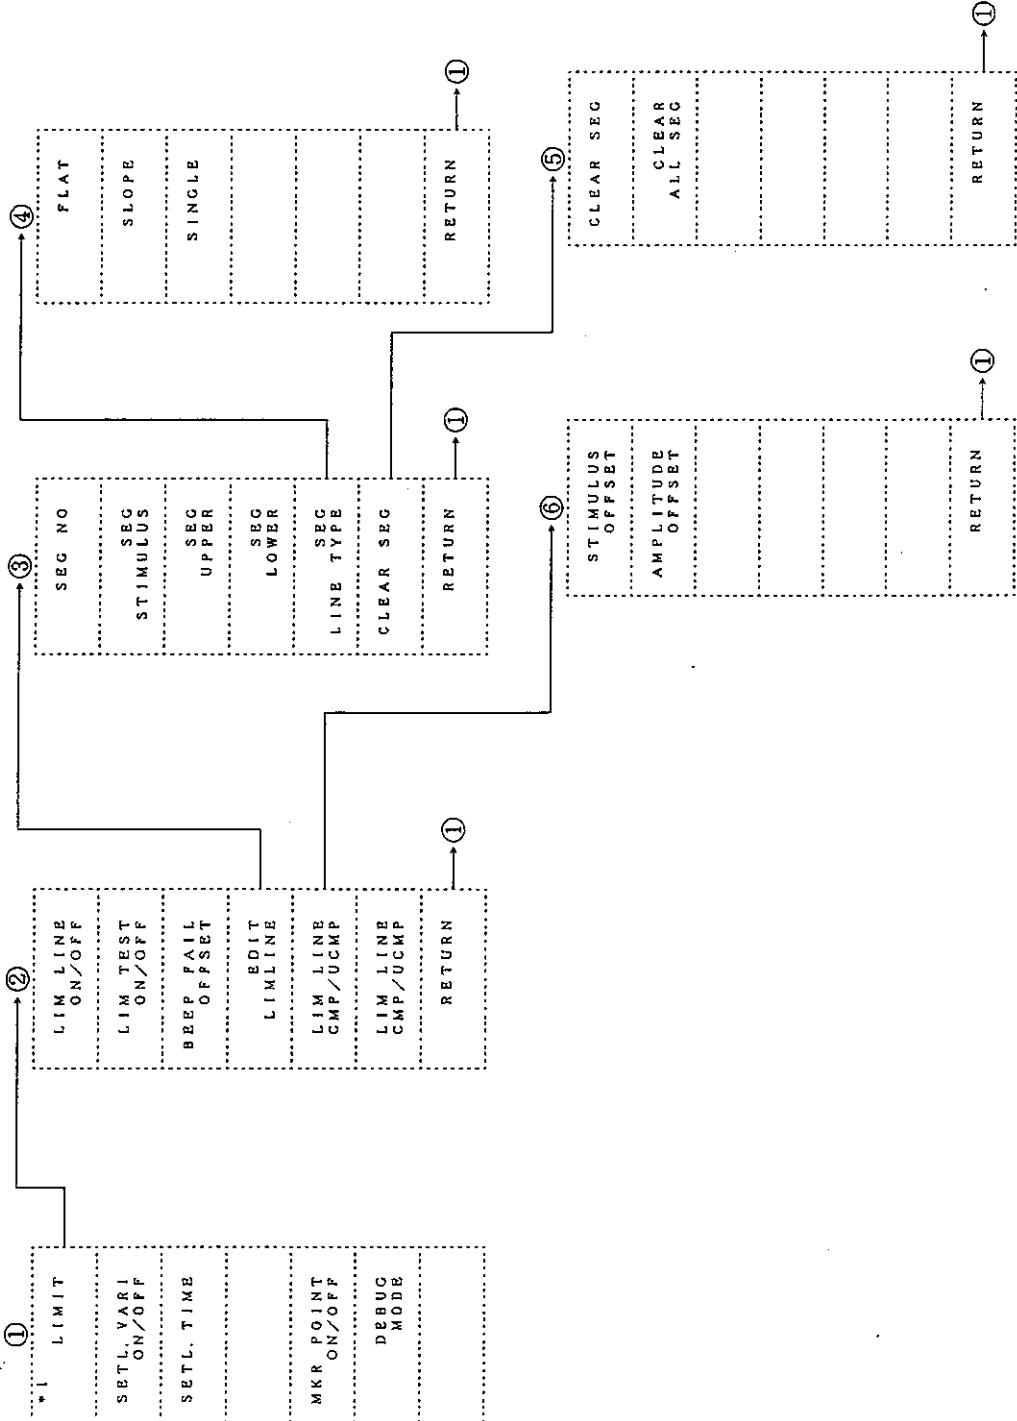 ①
*1
LIMIT
SETL. VARI
ON/OFF
SETL. TIME
MKR POINT
ON/OFF
DEBUG
MODE
②
LIM LINE
ON/OFF
LIM TEST
ON/OFF
BEEP FAIL
OFFSET
EDIT
LIMLINE
LIM/LINE
CMP/UCMP
LIM LINE
CMP/UCMP
RETURN
①
③
SEG NO
SEG
STIMULUS
SEG
UPPER
SEG
LOWER
SEG
LINE TYPE
CLEAR SEG
RETURN
①
④
FLAT
SLOPE
SINGLE
RETURN
①
⑥
STIMULUS
OFFSET
AMPLITUDE
OFFSET
RETURN
①
⑤
CLEAR SEG
CLEAR
ALL SEG
RETURN
①